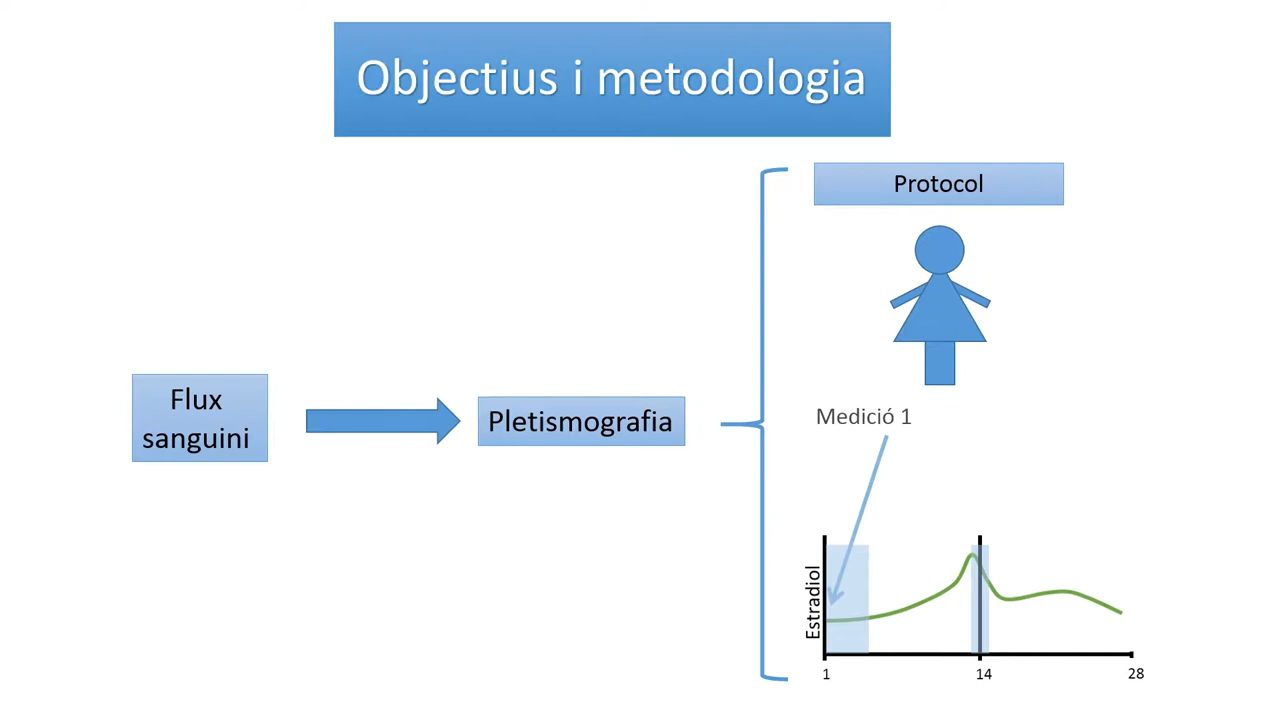 Objectius i metodologia
Protocol
Flux
sanguini
Pletismografia
Medició 1
Estradiol
1
14
28